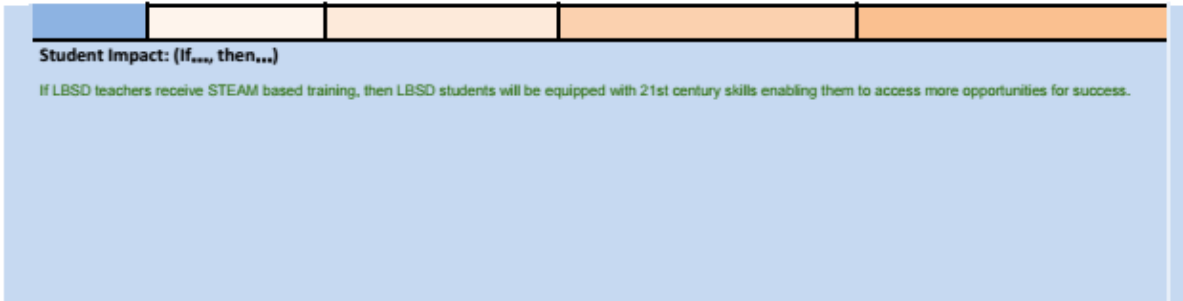 Student Impact: (If..., then...)
If LBSD teachers receive STEAM based training, then LBSD students will be equipped with 21st century skills enabling them to access more opportunities for success.